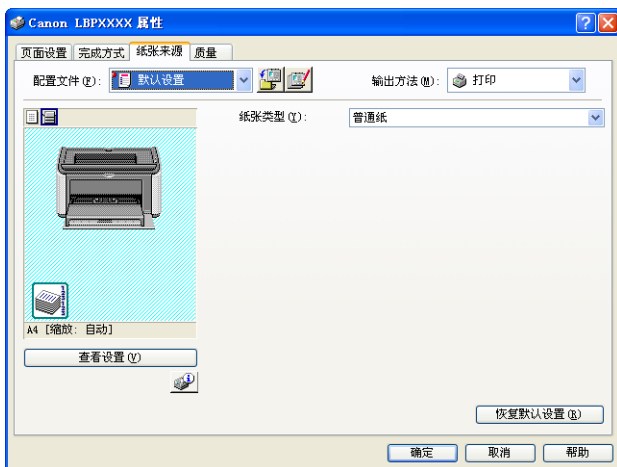 Canon LBPXXXX 属性
页面设置 完成方式 纸张来源 质量
配置文件(F): 默认设置 输出方法(M): 打印
纸张类型(Y): 普通纸
A4 [缩放: 自动]
查看设置(V)
恢复默认设置(R)
确定 取消 帮助